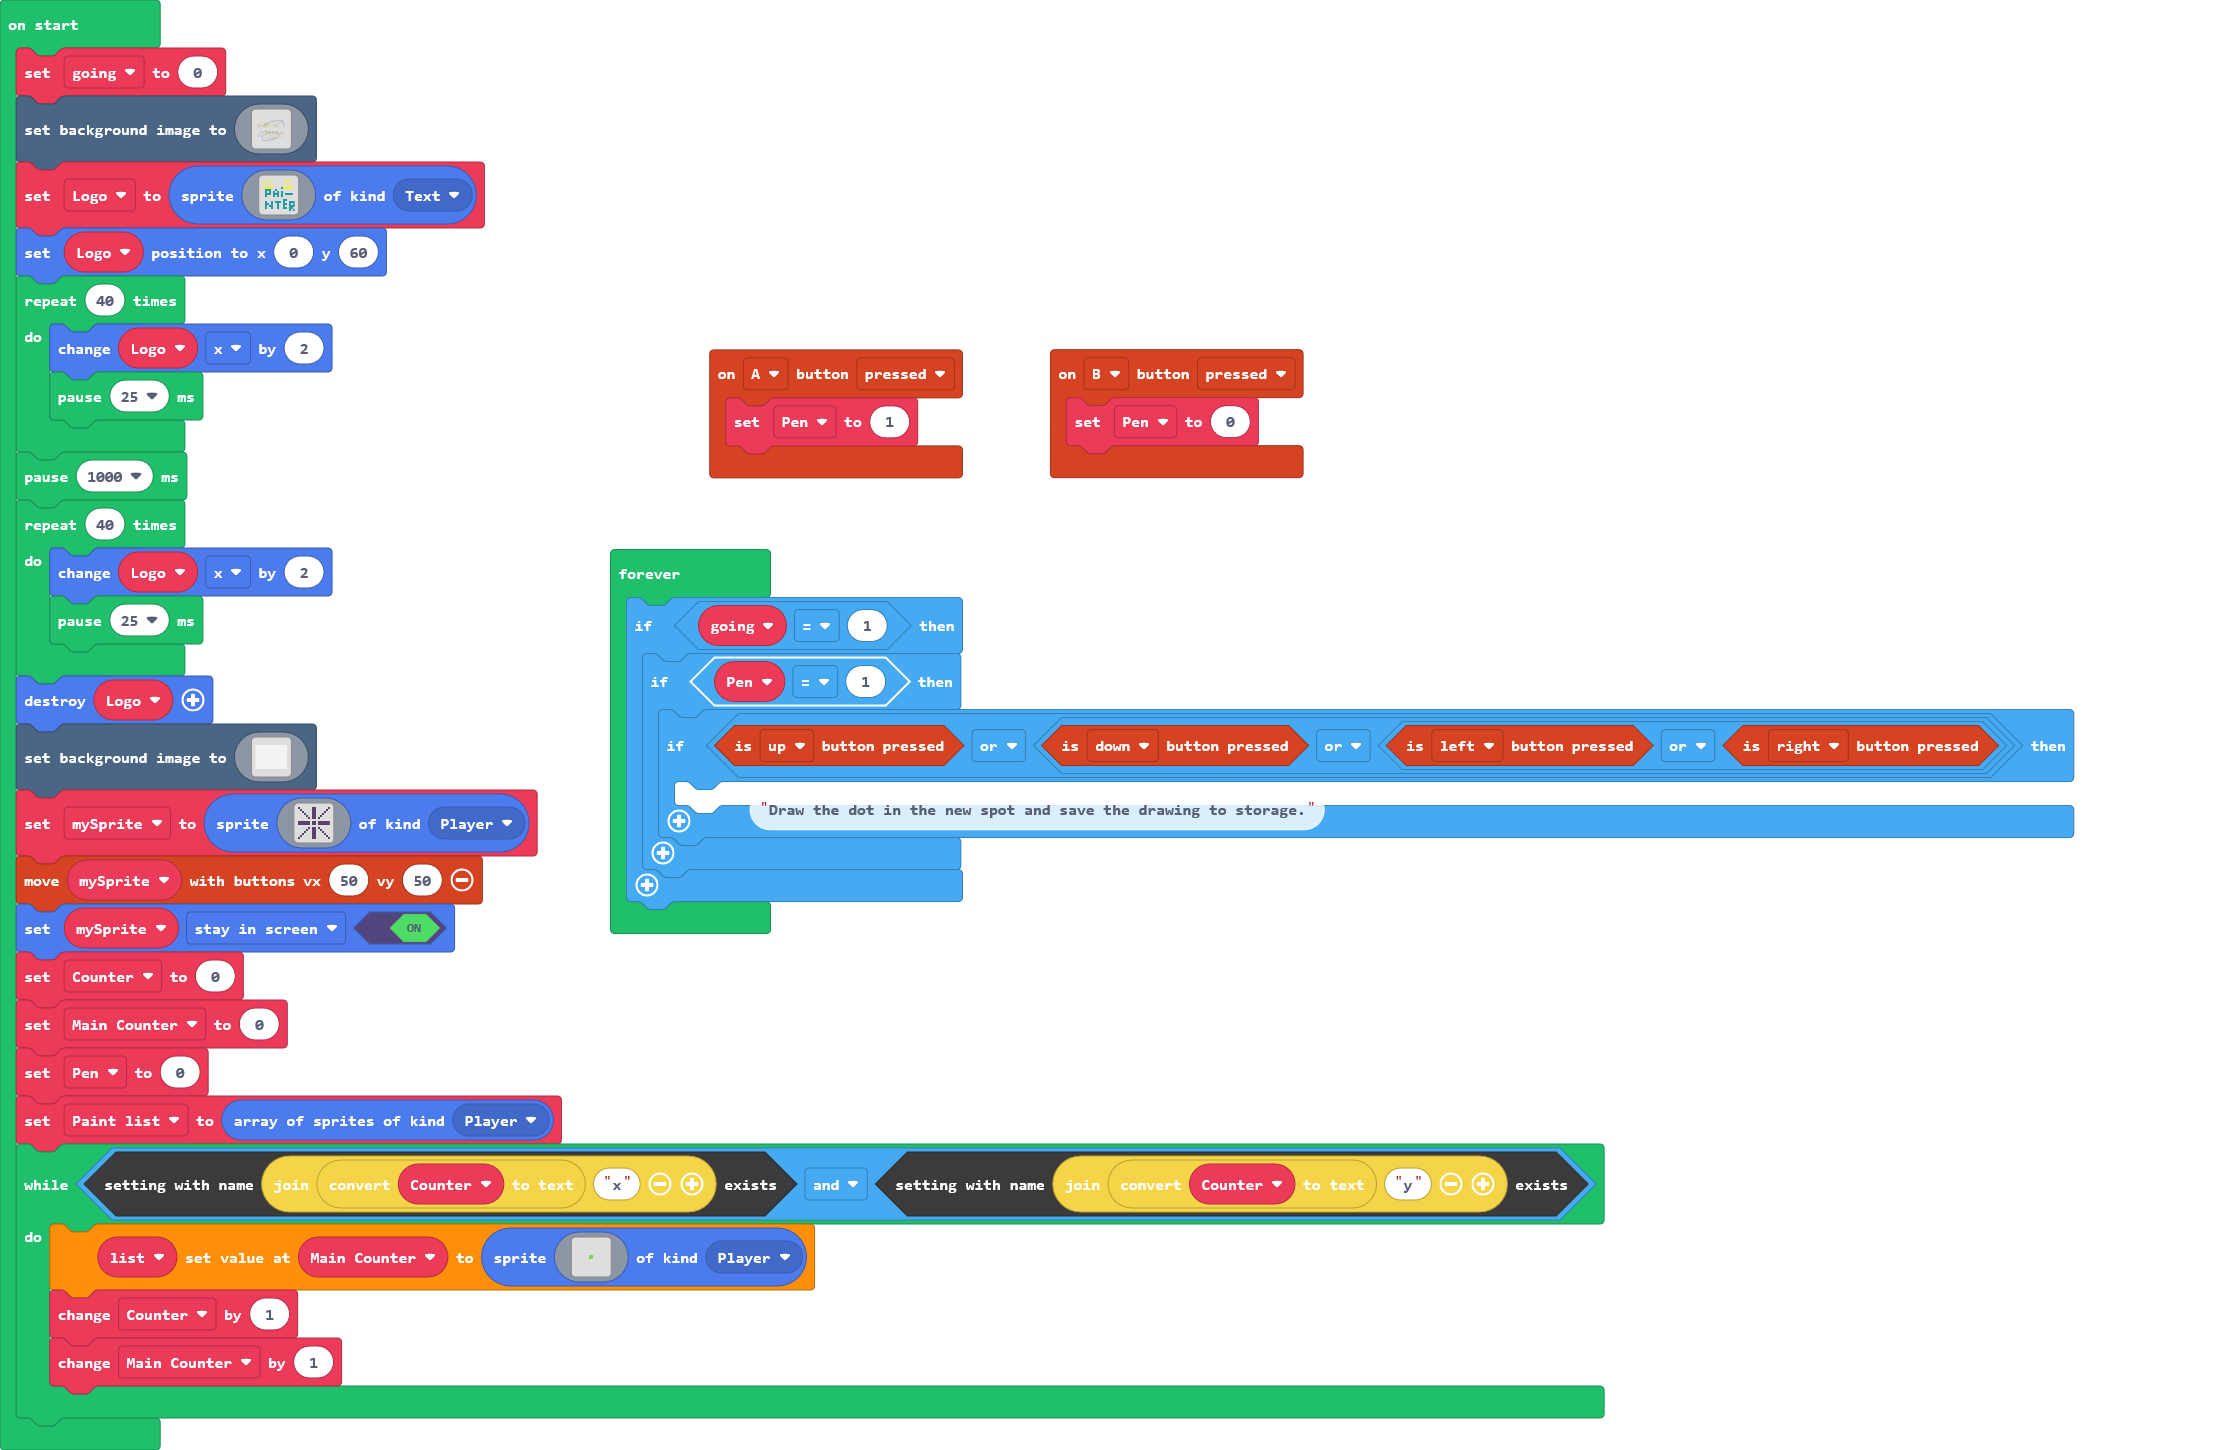 on start
set going to 0
set background image to
set Logo to sprite PAI-NTER of kind Text
set Logo position to x 0 y 60
repeat 40 times
do change Logo x by 2
pause 25 ms
pause 1000 ms
repeat 40 times
do change Logo x by 2
pause 25 ms
destroy Logo
set background image to
set mySprite to sprite of kind Player
move mySprite with buttons vx 50 vy 50
set mySprite stay in screen ON
set Counter to 0
set Main Counter to 0
set Pen to 0
set Paint list to array of sprites of kind Player
while setting with name join convert Counter to text "x" exists and setting with name join convert Counter to text "y" exists
do list set value at Main Counter to sprite of kind Player
change Counter by 1
change Main Counter by 1
on A button pressed
set Pen to 1
on B button pressed
set Pen to 0
forever
if going = 1 then
if Pen = 1 then
if is up button pressed or is down button pressed or is left button pressed or is right button pressed then
"Draw the dot in the new spot and save the drawing to storage."